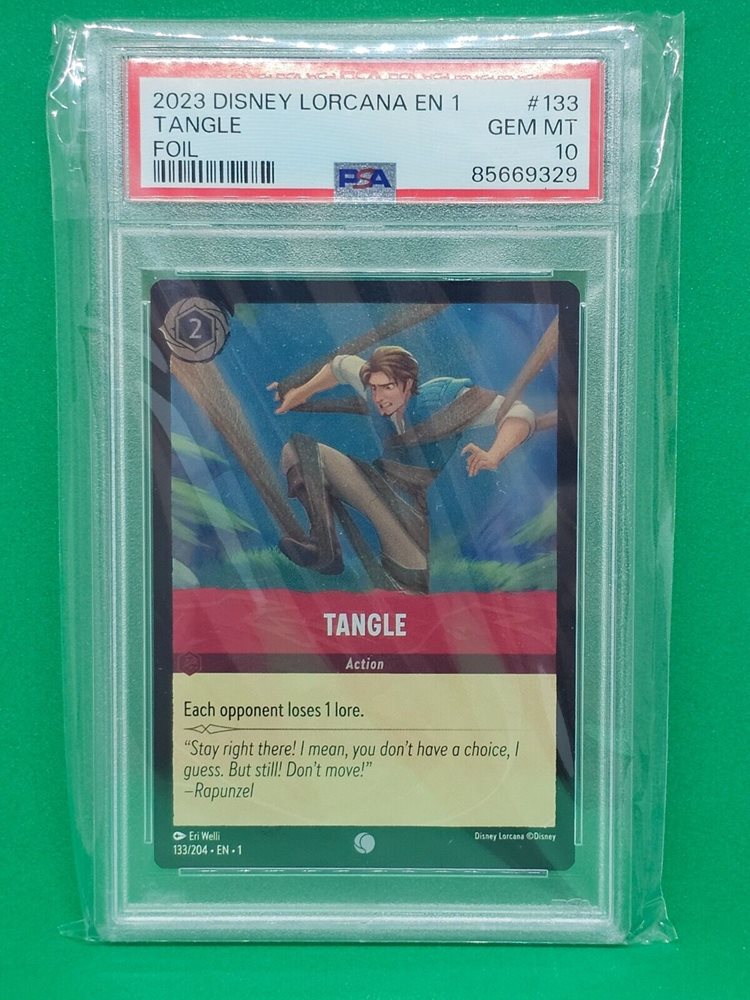 2023 DISNEY LORCANA EN 1 #133
TANGLE GEM MT
FOIL 10
PSA 85669329
2
TANGLE
Action
Each opponent loses 1 lore.
“Stay right there! I mean, you don’t have a choice, I
guess. But still! Don’t move!”
–Rapunzel
Eri Welli Disney Lorcana ©Disney
133/204 • EN • 1